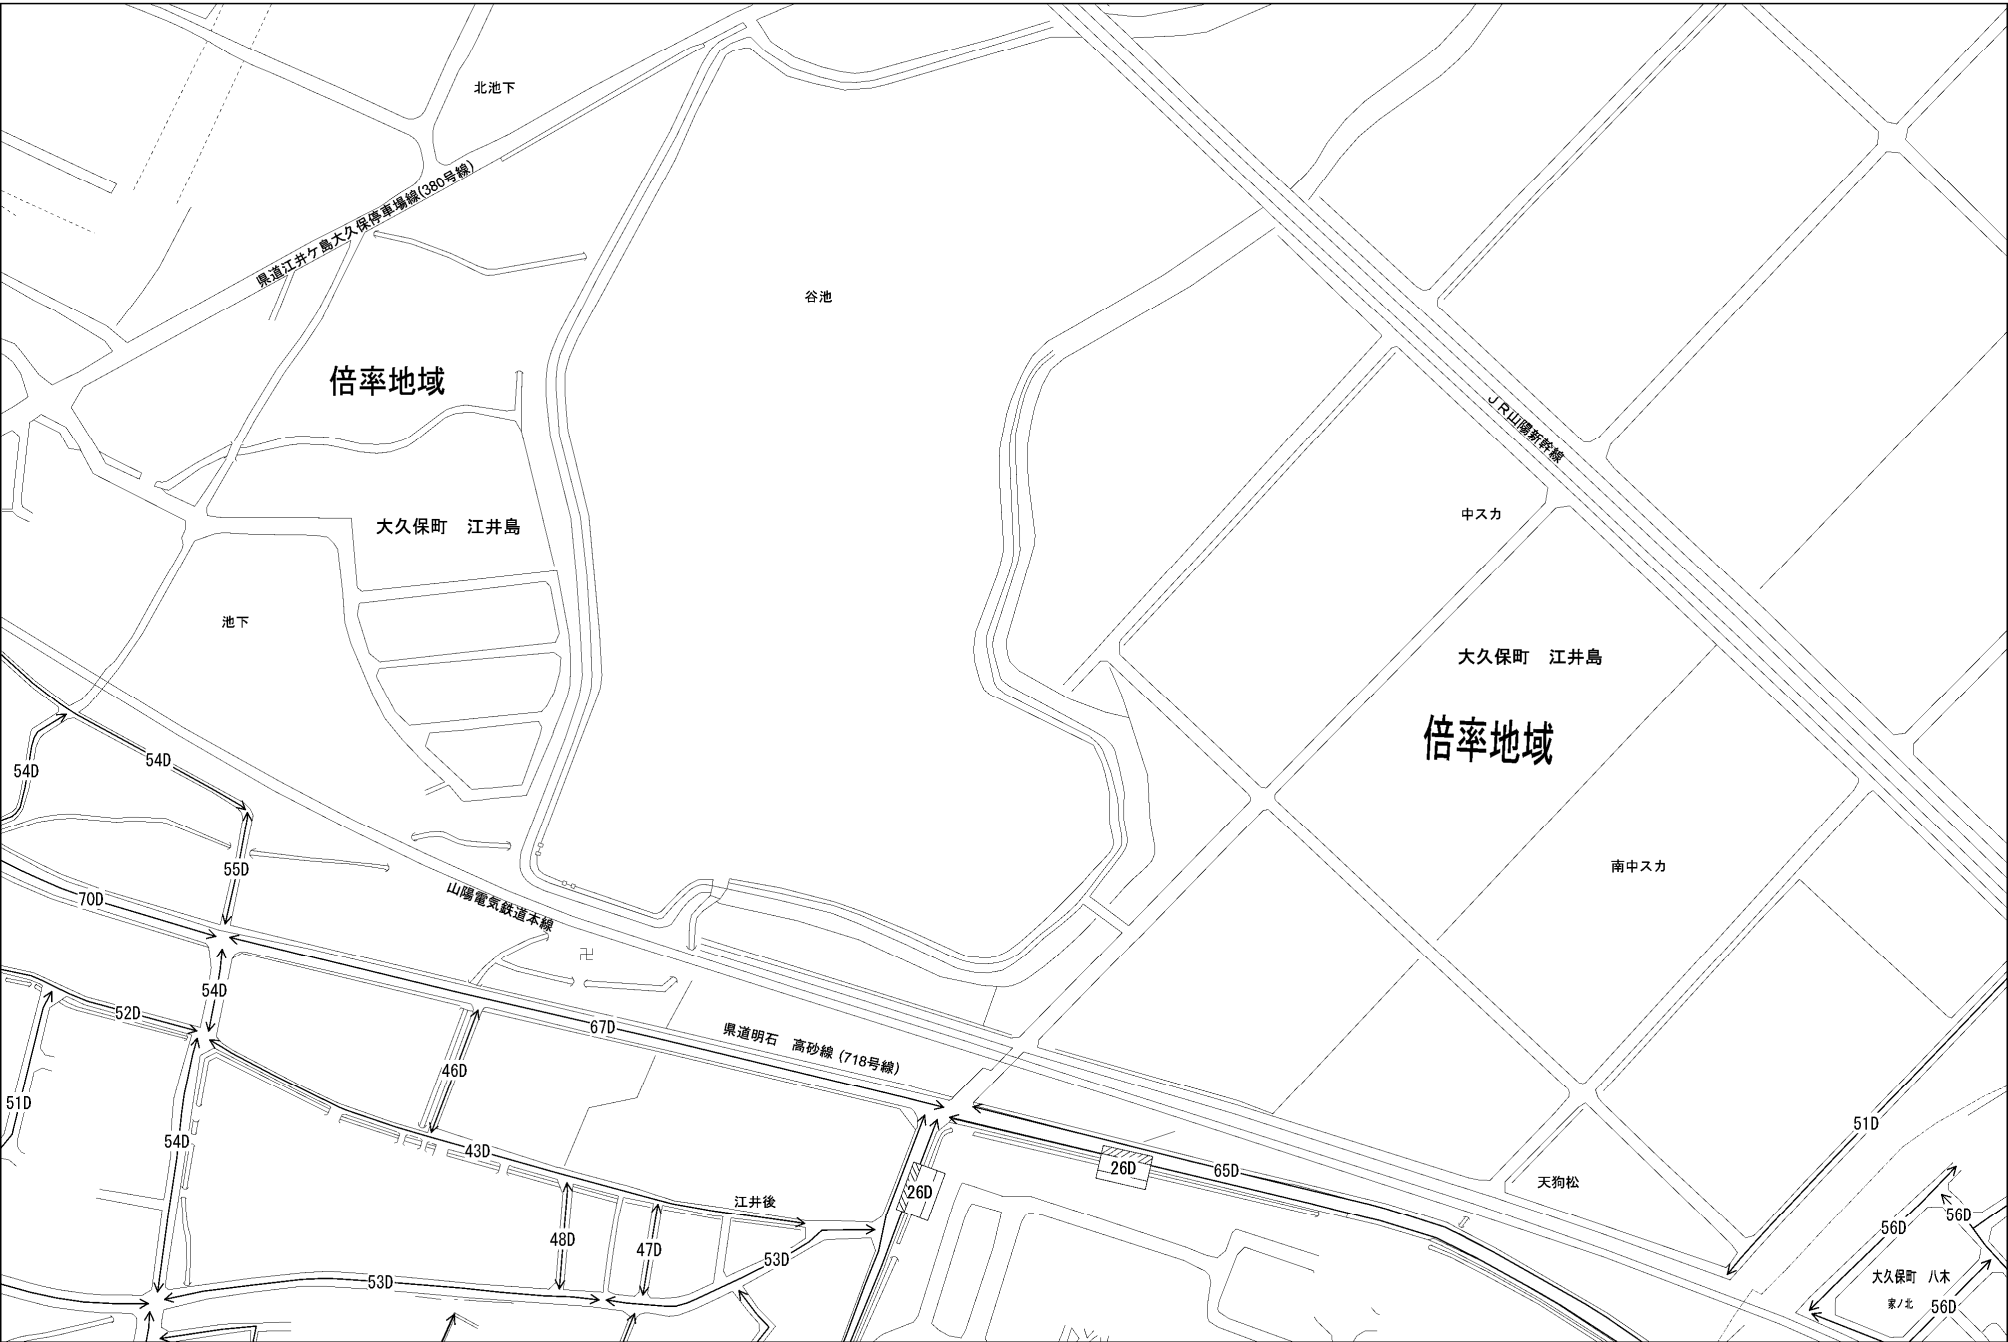 北池下
県道江井ケ島大久保停車場線(380号線)
谷池
倍率地域
JR山陽新幹線
中スカ
大久保町　江井島
池下
大久保町　江井島
倍率地域
54D
54D
55D
南中スカ
70D
山陽電気鉄道本線
卍
54D
52D
67D
県道明石　高砂線(718号線)
46D
51D
54D
43D
51D
26D
65D
26D
天狗松
江井後
56D
56D
48D
47D
53D
53D
大久保町　八木
家ノ北
56D